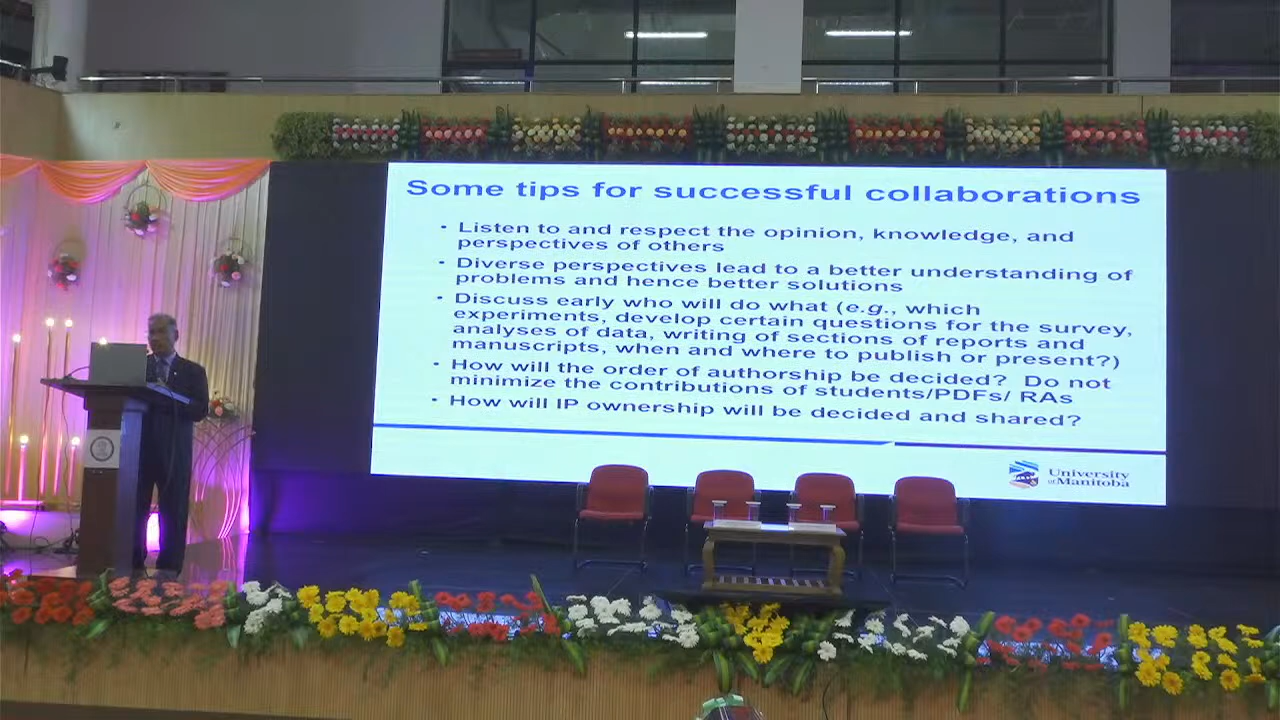 Some tips for successful collaborations
• Listen to and respect the opinion, knowledge, and
perspectives of others
• Diverse perspectives lead to a better understanding of
problems and hence better solutions
• Discuss early who will do what (e.g., which
experiments, develop certain questions for the survey,
analyses of data, writing of sections of reports and
manuscripts, when and where to publish or present?)
• How will the order of authorship be decided? Do not
minimize the contributions of students/PDFs/ RAs
• How will IP ownership will be decided and shared?
University
of Manitoba